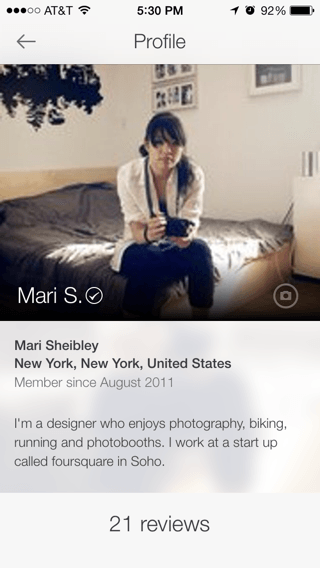 AT&T 5:30 PM 92%
Profile
Mari S.
Mari Sheibley
New York, New York, United States
Member since August 2011
I'm a designer who enjoys photography, biking,
running and photobooths. I work at a start up
called foursquare in Soho.
21 reviews